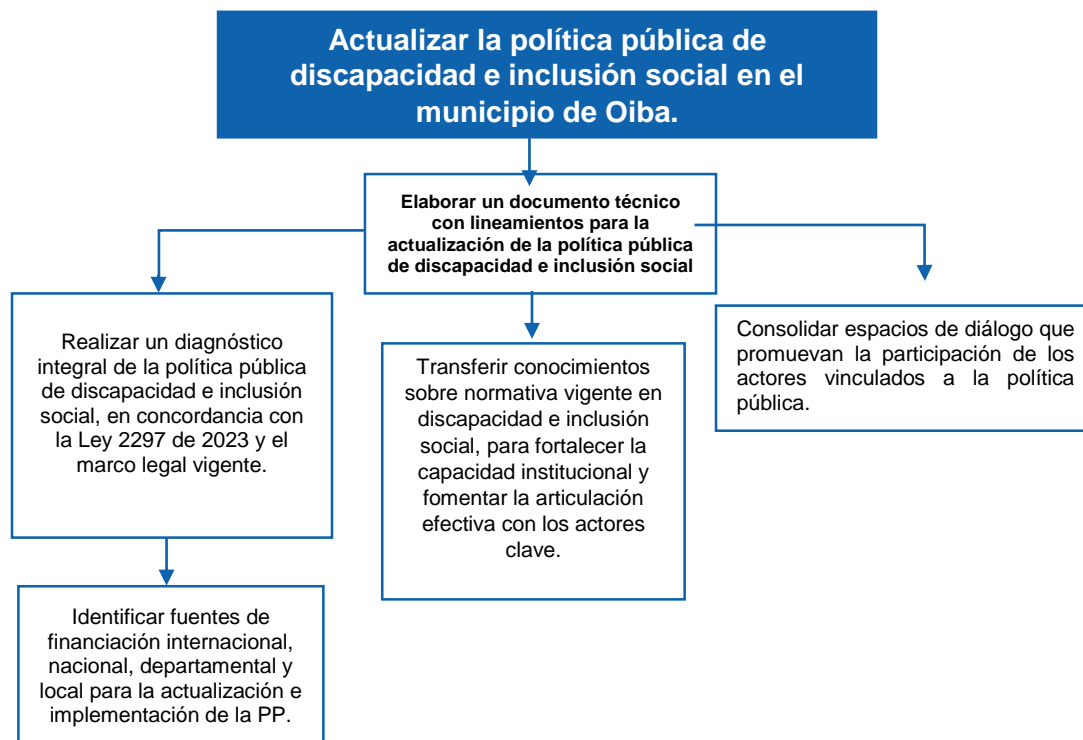 Actualizar la política pública de
discapacidad e inclusión social en el
municipio de Oiba.
Elaborar un documento técnico
con lineamientos para la
actualización de la política pública
de discapacidad e inclusión social
Realizar un diagnóstico
integral de la política pública
de discapacidad e inclusión
social, en concordancia con
la Ley 2297 de 2023 y el
marco legal vigente.
Transferir conocimientos
sobre normativa vigente en
discapacidad e inclusión
social, para fortalecer la
capacidad institucional y
fomentar la articulación
efectiva con los actores
clave.
Consolidar espacios de diálogo que
promuevan la participación de los
actores vinculados a la política
pública.
Identificar fuentes de
financiación internacional,
nacional, departamental y
local para la actualización e
implementación de la PP.